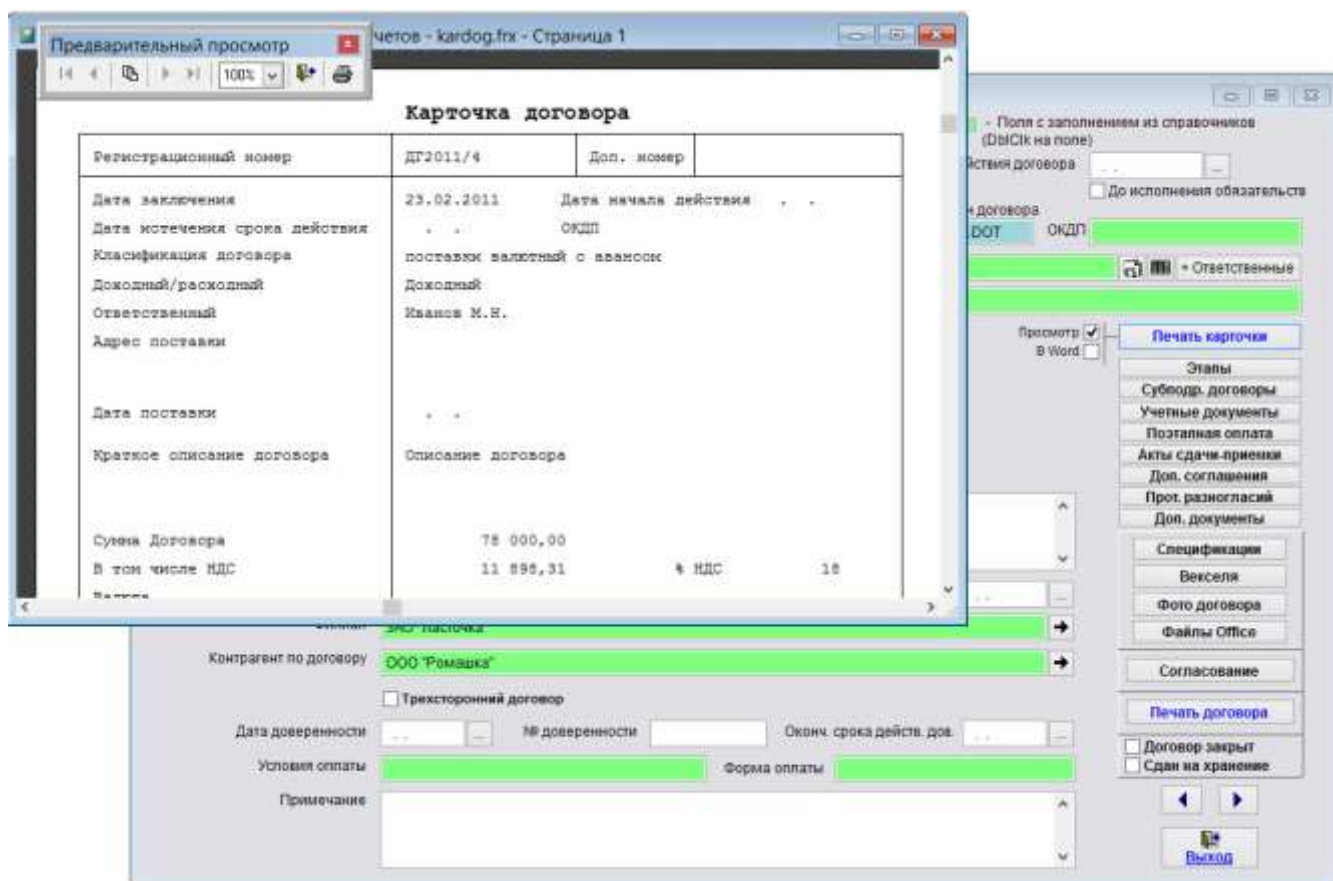 четов - kardog.frx - Страница 1
Предварительный просмотр
100%
Карточка договора
Регистрационный номер ДГ2011/4 Доп. номер
Дата заключения 23.02.2011 Дата начала действия . .
Дата истечения срока действия . . ОКДП
Класификация договора поставки валютный с авансом
Доходный/расходный Доходный
Ответственный Иванов М.Н.
Адрес поставки
Дата поставки . .
Краткое описание договора Описание договора
Сумма Договора 78 000,00
В том числе НДС 11 898,31 % НДС 18
Валюта
- Поля с заполнением из справочников
(DblClk на поле)
йствия договора . .
До исполнения обязательств
н договора
.DOT ОКДП
+ Ответственные
Просмотр
В Word
Печать карточки
Этапы
Субподр. договоры
Учетные документы
Поэтапная оплата
Акты сдачи-приемки
Доп. соглашения
Прот. разногласий
Доп. документы
Спецификации
Векселя
Фото договора
Файлы Office
Согласование
Печать договора
Договор закрыт
Сдан на хранение
Выход
ЗАО "Ласточка"
Контрагент по договору ООО "Ромашка"
Трехсторонний договор
Дата доверенности . . № доверенности Оконч. срока действ. дов. . .
Условия оплаты Форма оплаты
Примечание